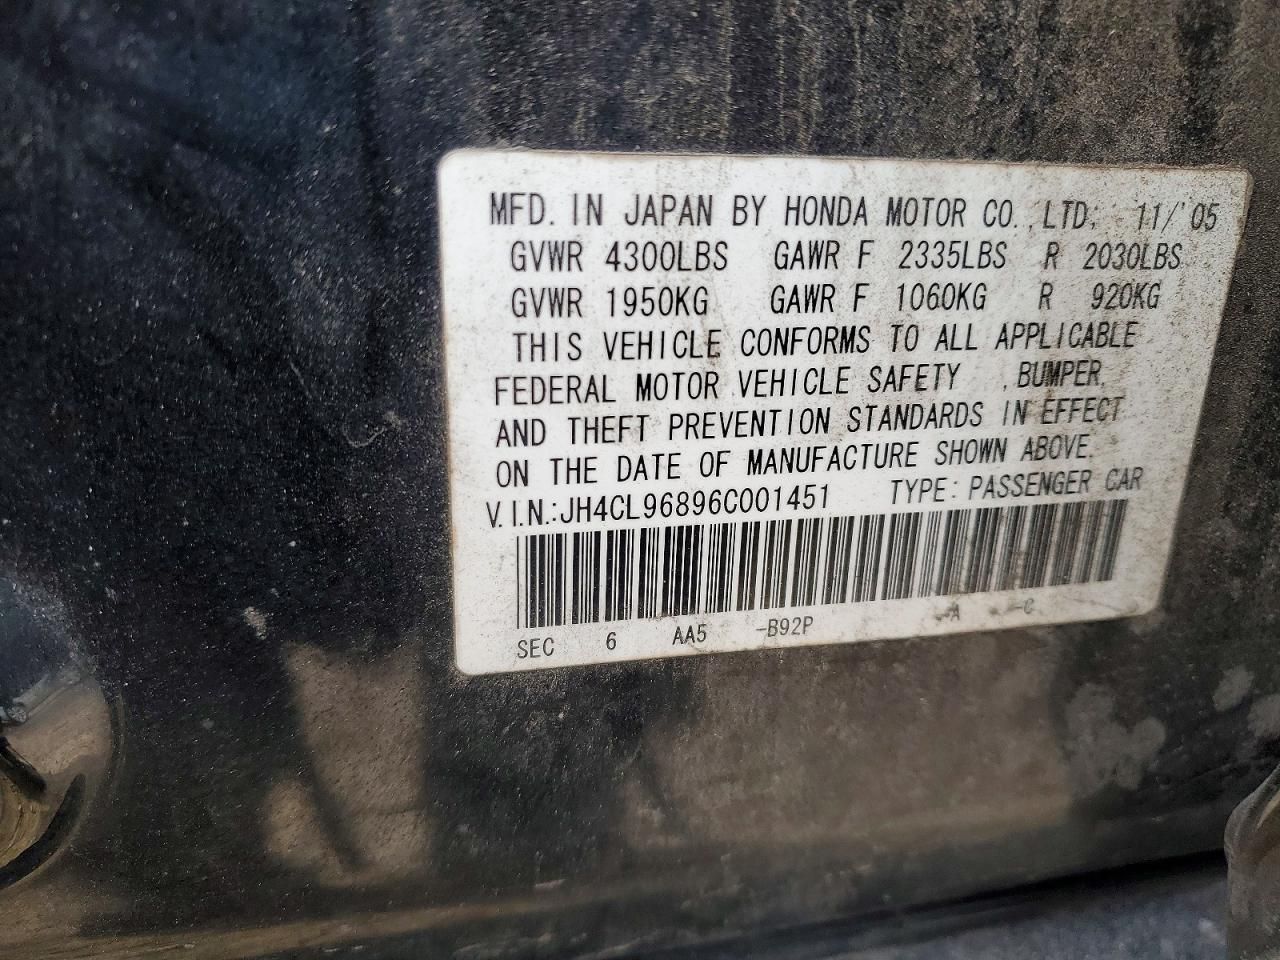 MFD. IN JAPAN BY HONDA MOTOR CO., LTD; 11/'05
GVWR 4300LBS GAWR F 2335LBS R 2030LBS
GVWR 1950KG GAWR F 1060KG R 920KG
THIS VEHICLE CONFORMS TO ALL APPLICABLE
FEDERAL MOTOR VEHICLE SAFETY , BUMPER,
AND THEFT PREVENTION STANDARDS IN EFFECT
ON THE DATE OF MANUFACTURE SHOWN ABOVE.
V.I.N.:JH4CL96896C001451 TYPE: PASSENGER CAR
SEC 6 AA5 -B92P -A -C